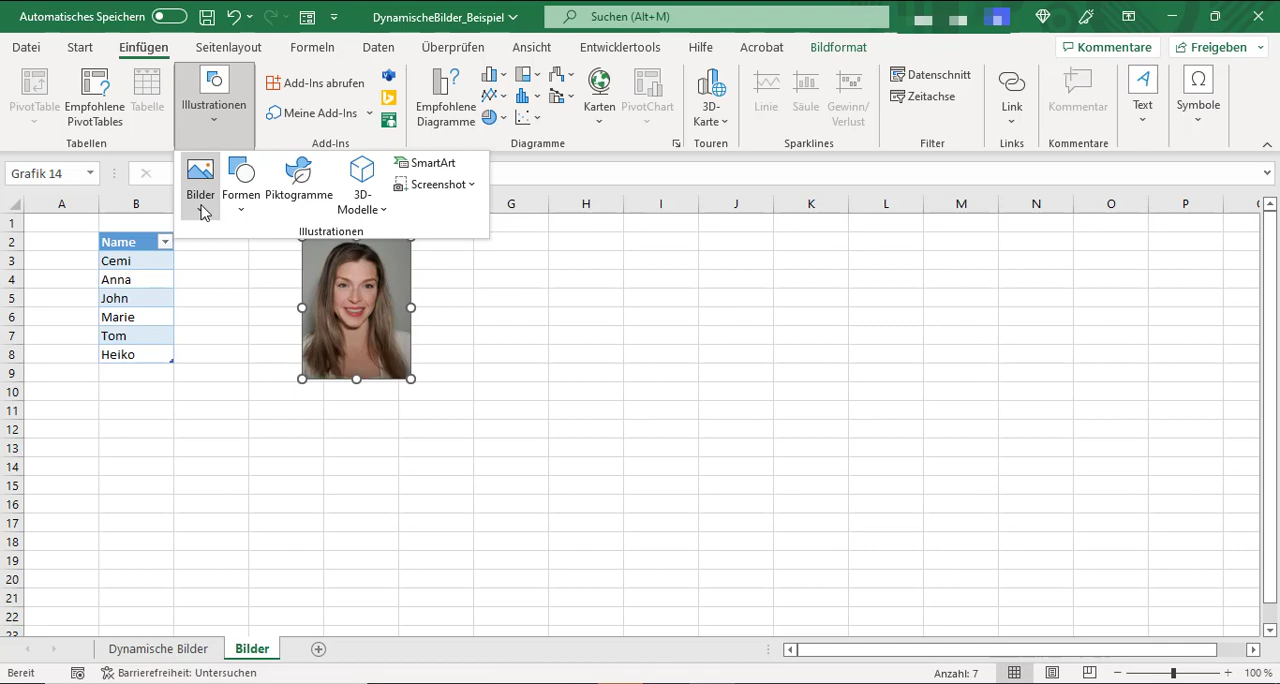 Automatisches Speichern DynamischeBilder_Beispiel Suchen (Alt+M)
Datei Start Einfügen Seitenlayout Formeln Daten Überprüfen Ansicht Entwicklertools Hilfe Acrobat Bildformat Kommentare Freigeben
PivotTable
Empfohlene
PivotTables
Tabelle
Tabellen
Illustrationen
Add-Ins abrufen
Meine Add-Ins
Add-Ins
Empfohlene
Diagramme
Karten
PivotChart
Diagramme
3D-
Karte
Touren
Linie
Säule
Gewinn/
Verlust
Sparklines
Datenschnitt
Zeitachse
Filter
Link
Links
Kommentar
Kommentare
Text
Symbole
Bilder
Formen
Piktogramme
3D-
Modelle
SmartArt
Screenshot
Illustrationen
Grafik 14
A B G H I J K L M N O P
1
2 Name
3 Cemi
4 Anna
5 John
6 Marie
7 Tom
8 Heiko
9
10
11
12
13
14
15
16
17
18
19
20
21
22
23
Dynamische Bilder Bilder
Bereit Barrierefreiheit: Untersuchen Anzahl: 7 100 %